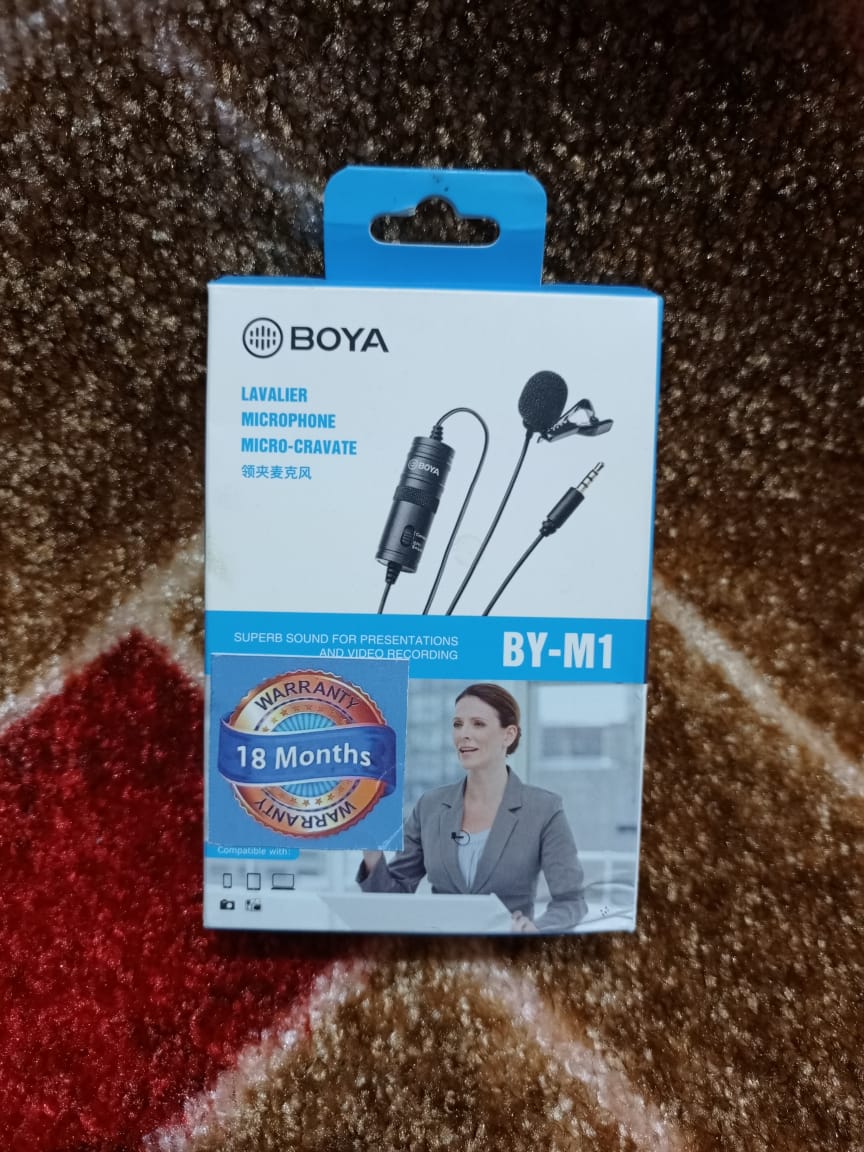 BOYA
LAVALIER
MICROPHONE
MICRO-CRAVATE
领夹麦克风
BOYA
SUPERB SOUND FOR PRESENTATIONS
AND VIDEO RECORDING
BY-M1
WARRANTY
18 Months
WARRANTY
Compatible with: